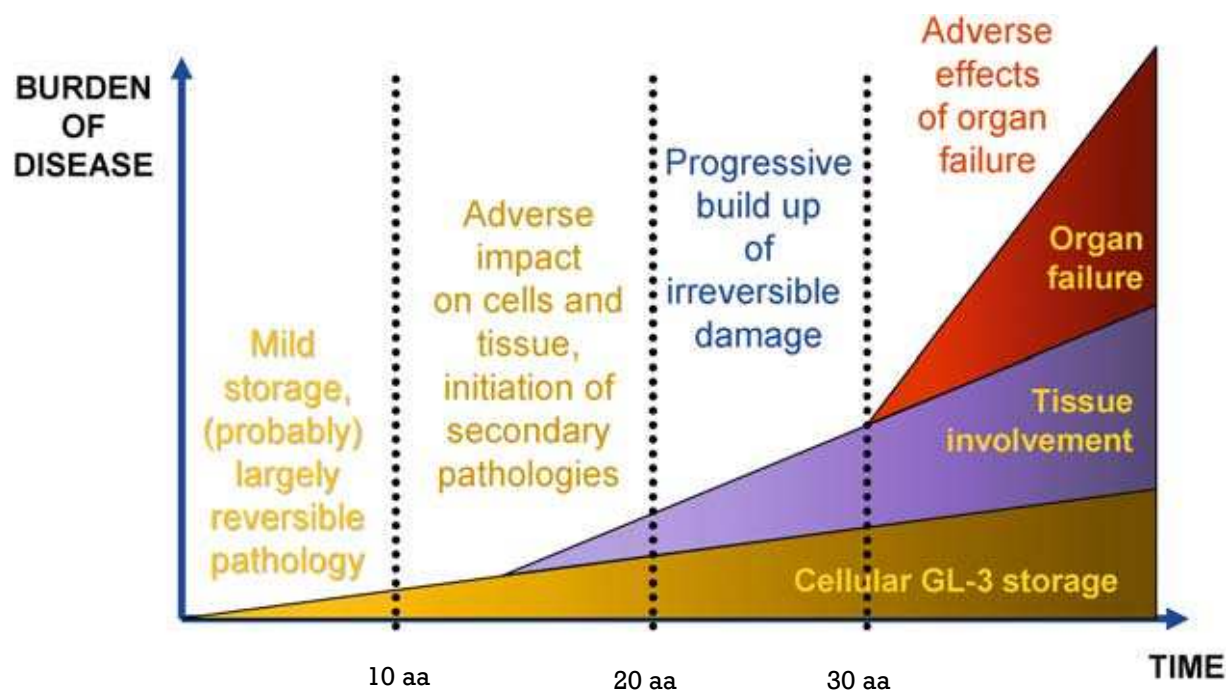 BURDEN
OF
DISEASE
Mild
storage,
(probably)
largely
reversible
pathology
Adverse
impact
on cells and
tissue,
initiation of
secondary
pathologies
Progressive
build up
of
irreversible
damage
Adverse
effects
of organ
failure
Organ
failure
Tissue
involvement
Cellular GL-3 storage
10 aa
20 aa
30 aa
TIME